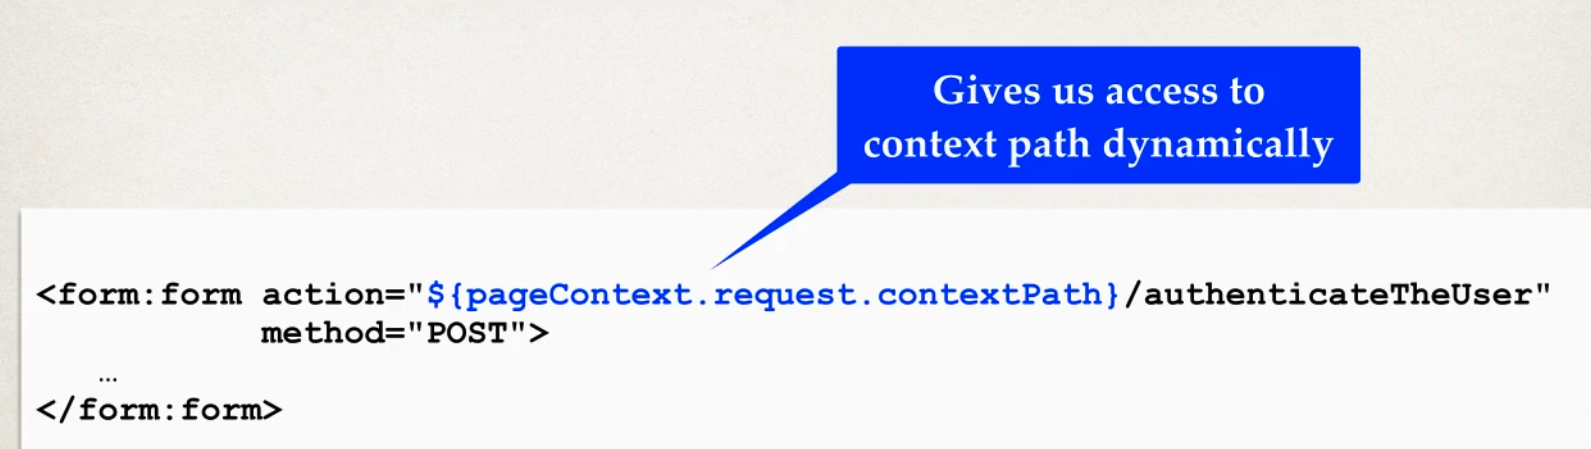 Gives us access to
context path dynamically
<form:form action="${pageContext.request.contextPath}/authenticateTheUser"
method="POST">
…
</form:form>